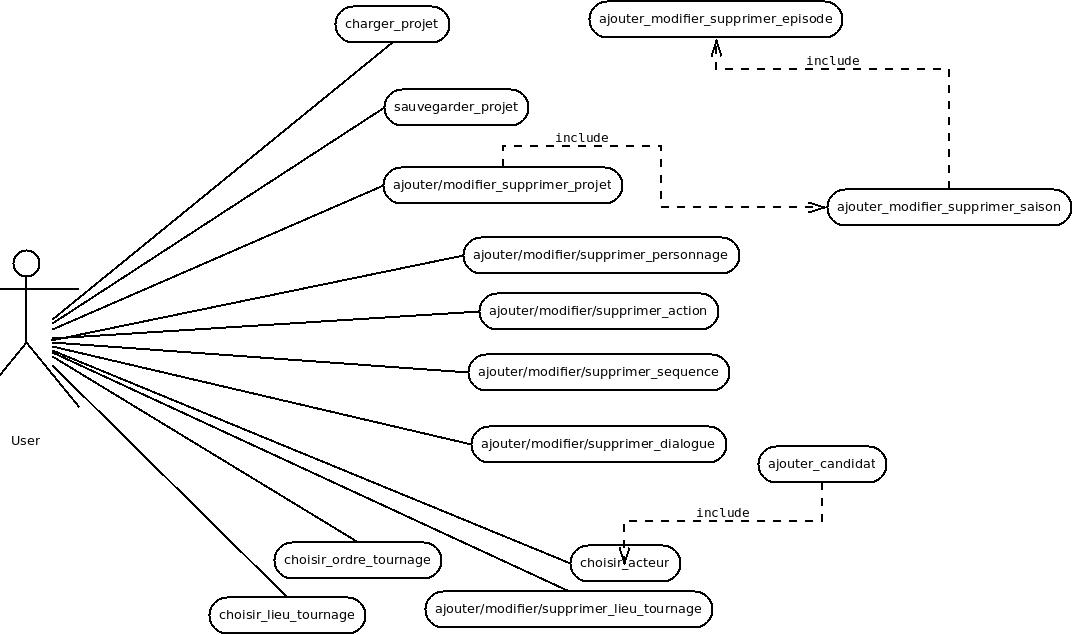 charger_projet
ajouter_modifier_supprimer_episode
include
sauvegarder_projet
include
ajouter/modifier_supprimer_projet
ajouter_modifier_supprimer_saison
ajouter/modifier/supprimer_personnage
ajouter/modifier/supprimer_action
ajouter/modifier/supprimer_sequence
User
ajouter/modifier/supprimer_dialogue
ajouter_candidat
include
choisir_ordre_tournage
choisir_acteur
ajouter/modifier/supprimer_lieu_tournage
choisir_lieu_tournage